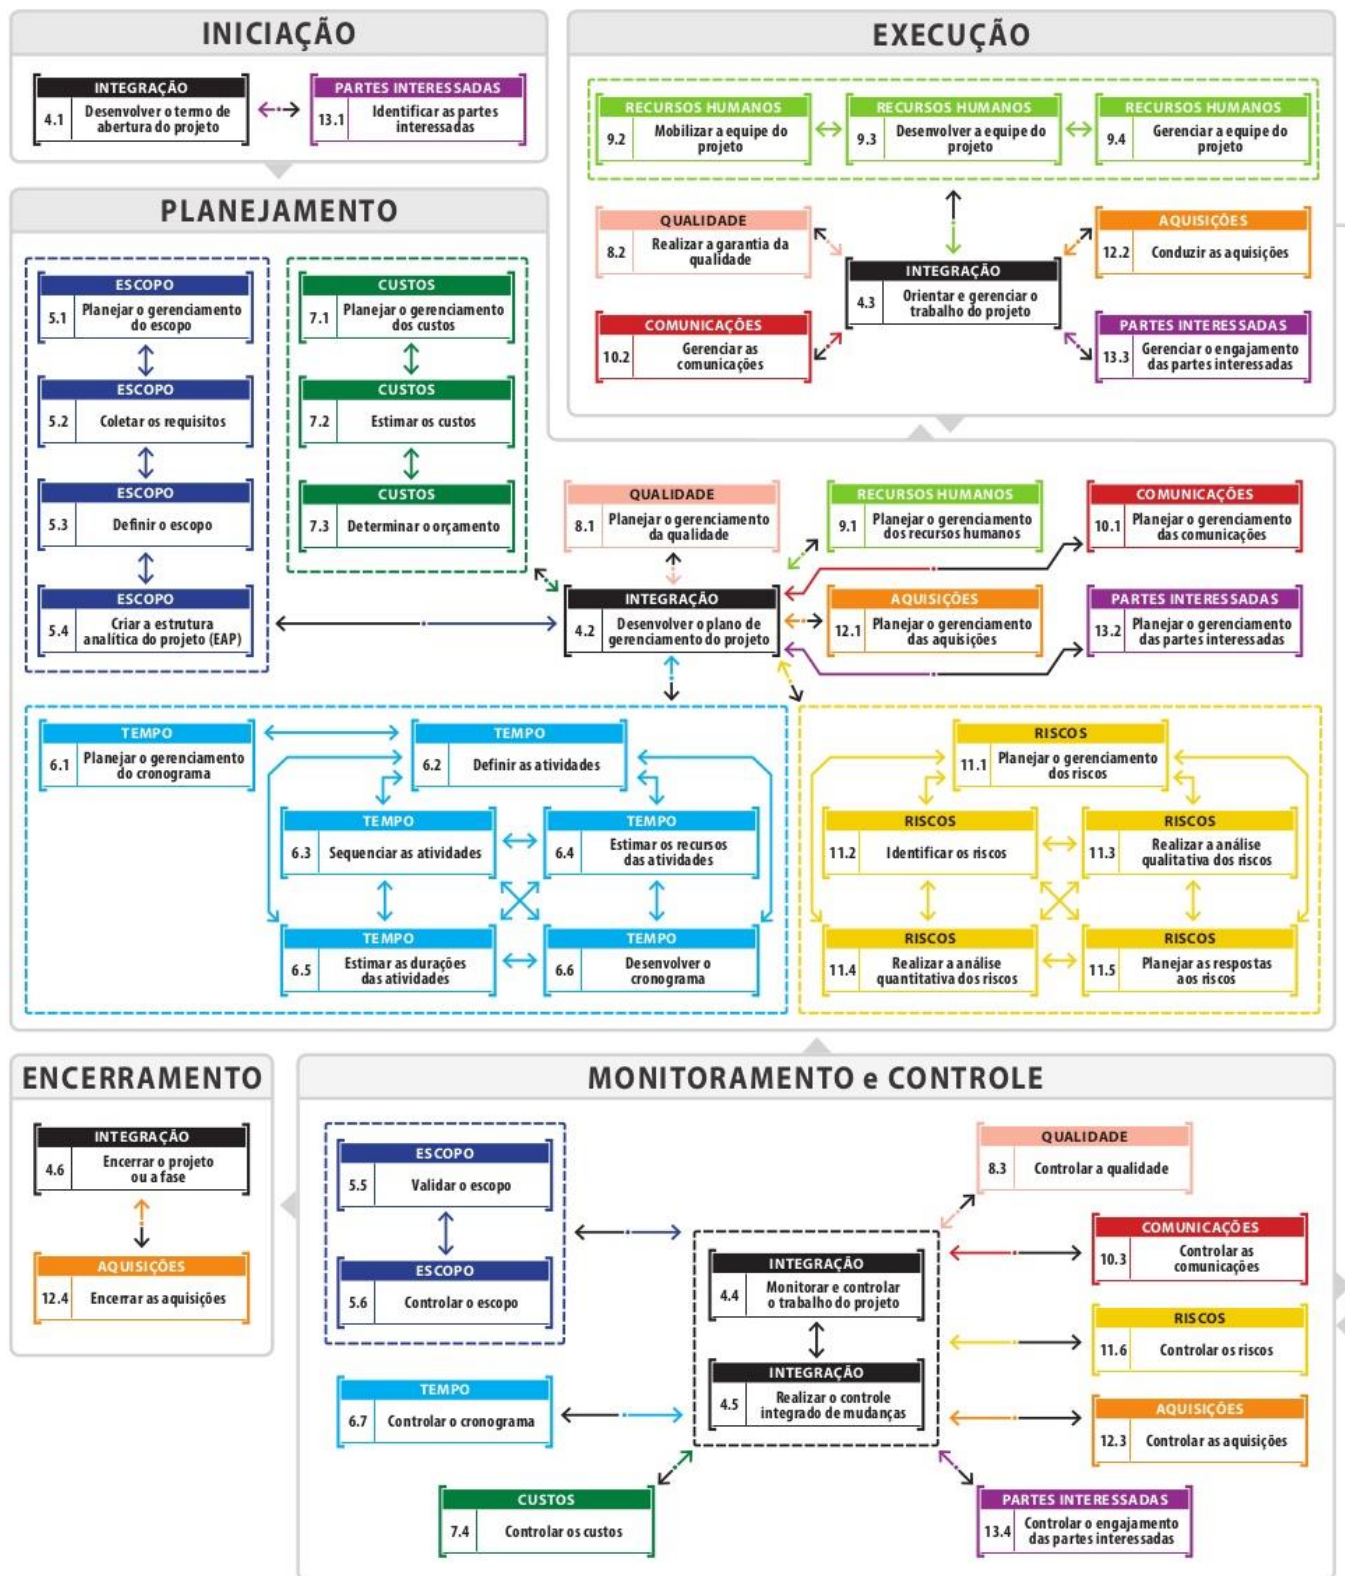 INICIAÇÃO
INTEGRAÇÃO
4.1
Desenvolver o termo de
abertura do projeto
PARTES INTERESSADAS
13.1
Identificar as partes
interessadas
EXECUÇÃO
RECURSOS HUMANOS
9.2
Mobilizar a equipe do
projeto
RECURSOS HUMANOS
9.3
Desenvolver a equipe do
projeto
RECURSOS HUMANOS
9.4
Gerenciar a equipe do
projeto
QUALIDADE
8.2
Realizar a garantia da
qualidade
AQUISIÇÕES
12.2
Conduzir as aquisições
INTEGRAÇÃO
4.3
Orientar e gerenciar o
trabalho do projeto
COMUNICAÇÕES
10.2
Gerenciar as
comunicações
PARTES INTERESSADAS
13.3
Gerenciar o engajamento
das partes interessadas
PLANEJAMENTO
ESCOPO
5.1
Planejar o gerenciamento
do escopo
ESCOPO
5.2
Coletar os requisitos
ESCOPO
5.3
Definir o escopo
ESCOPO
5.4
Criar a estrutura
analítica do projeto (EAP)
CUSTOS
7.1
Planejar o gerenciamento
dos custos
CUSTOS
7.2
Estimar os custos
CUSTOS
7.3
Determinar o orçamento
QUALIDADE
8.1
Planejar o gerenciamento
da qualidade
RECURSOS HUMANOS
9.1
Planejar o gerenciamento
dos recursos humanos
COMUNICAÇÕES
10.1
Planejar o gerenciamento
das comunicações
INTEGRAÇÃO
4.2
Desenvolver o plano de
gerenciamento do projeto
AQUISIÇÕES
12.1
Planejar o gerenciamento
das aquisições
PARTES INTERESSADAS
13.2
Planejar o gerenciamento
das partes interessadas
TEMPO
6.1
Planejar o gerenciamento
do cronograma
TEMPO
6.2
Definir as atividades
TEMPO
6.3
Sequenciar as atividades
TEMPO
6.4
Estimar os recursos
das atividades
TEMPO
6.5
Estimar as durações
das atividades
TEMPO
6.6
Desenvolver o
cronograma
RISCOS
11.1
Planejar o gerenciamento
dos riscos
RISCOS
11.2
Identificar os riscos
RISCOS
11.3
Realizar a análise
qualitativa dos riscos
RISCOS
11.4
Realizar a análise
quantitativa dos riscos
RISCOS
11.5
Planejar as respostas
aos riscos
ENCERRAMENTO
INTEGRAÇÃO
4.6
Encerrar o projeto
ou a fase
AQUISIÇÕES
12.4
Encerrar as aquisições
MONITORAMENTO e CONTROLE
ESCOPO
5.5
Validar o escopo
ESCOPO
5.6
Controlar o escopo
TEMPO
6.7
Controlar o cronograma
CUSTOS
7.4
Controlar os custos
INTEGRAÇÃO
4.4
Monitorar e controlar
o trabalho do projeto
INTEGRAÇÃO
4.5
Realizar o controle
integrado de mudanças
QUALIDADE
8.3
Controlar a qualidade
COMUNICAÇÕES
10.3
Controlar as
comunicações
RISCOS
11.6
Controlar os riscos
AQUISIÇÕES
12.3
Controlar as aquisições
PARTES INTERESSADAS
13.4
Controlar o engajamento
das partes interessadas